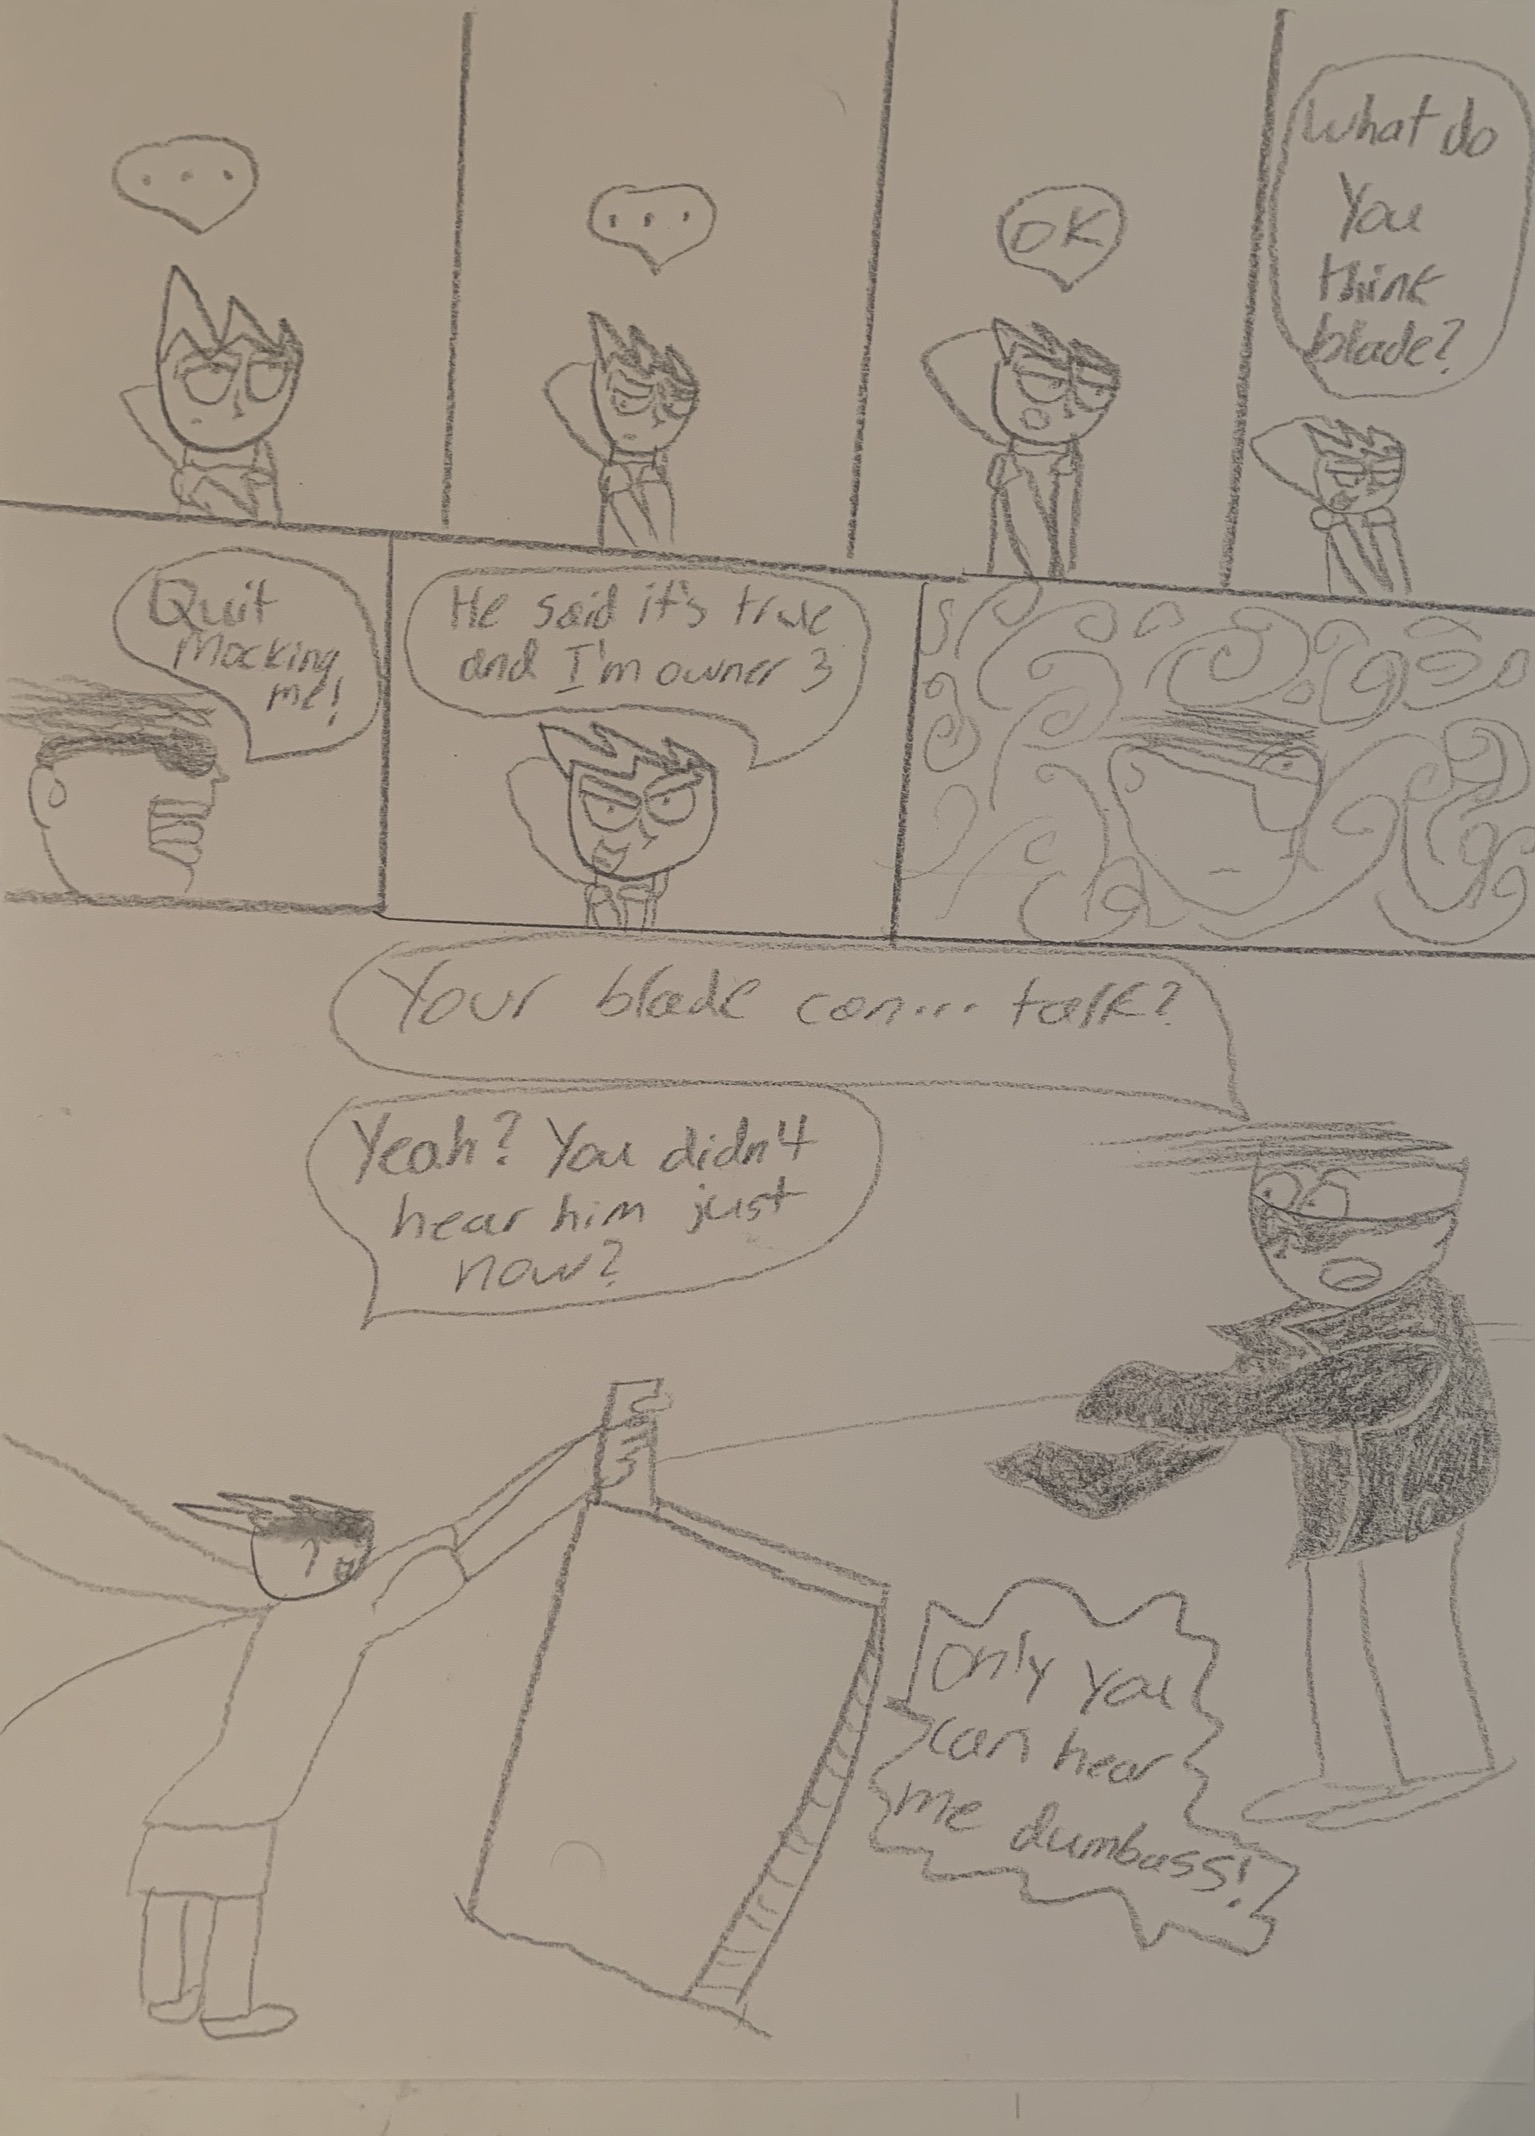 ...
...
OK
What do
You
think
blade?
Quit
Mocking
me!
He said it's true
and I'm owner 3
Your blade can... talk?
Yeah? You didn't
hear him just
now?
Only you
can hear
me dumbass!